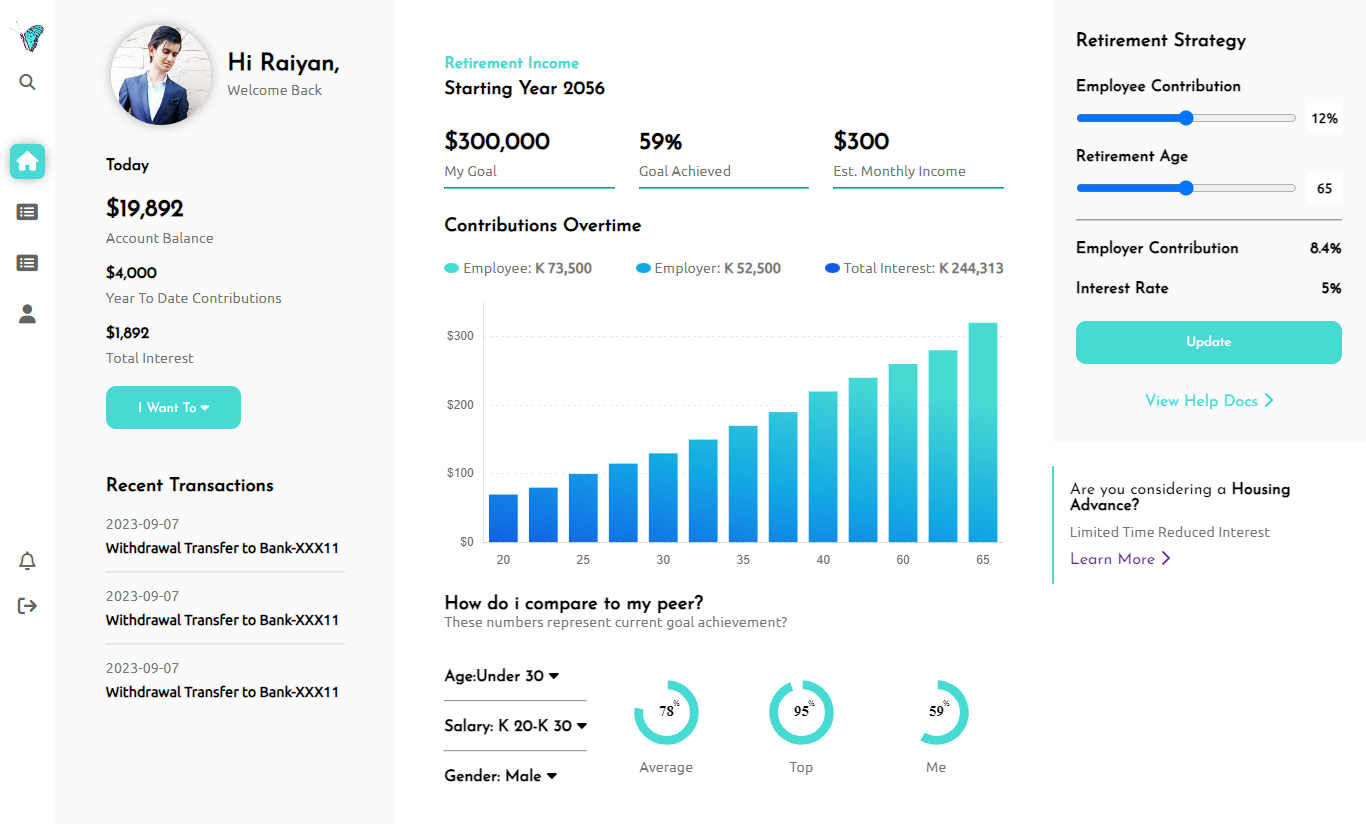 Hi Raiyan,
Welcome Back
Today
$19,892
Account Balance
$4,000
Year To Date Contributions
$1,892
Total Interest
I Want To
Recent Transactions
2023-09-07
Withdrawal Transfer to Bank-XXX11
2023-09-07
Withdrawal Transfer to Bank-XXX11
2023-09-07
Withdrawal Transfer to Bank-XXX11
Retirement Income
Starting Year 2056
$300,000 59% $300
My Goal Goal Achieved Est. Monthly Income
Contributions Overtime
Employee: K 73,500 Employer: K 52,500 Total Interest: K 244,313
$300
$200
$100
$0
20 25 30 35 40 60 65
How do i compare to my peer?
These numbers represent current goal achievement?
Age:Under 30
Salary: K 20-K 30
Gender: Male
78% 95% 59%
Average Top Me
Retirement Strategy
Employee Contribution
12%
Retirement Age
65
Employer Contribution 8.4%
Interest Rate 5%
Update
View Help Docs
Are you considering a Housing
Advance?
Limited Time Reduced Interest
Learn More